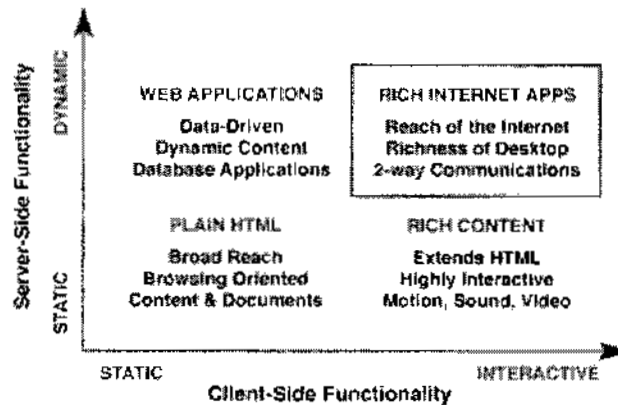 Server-Side Functionality
DYNAMIC
STATIC
WEB APPLICATIONS
Data-Driven
Dynamic Content
Database Applications
RICH INTERNET APPS
Reach of the Internet
Richness of Desktop
2-way Communications
PLAIN HTML
Broad Reach
Browsing Oriented
Content & Documents
RICH CONTENT
Extends HTML
Highly Interactive
Motion, Sound, Video
STATIC
INTERACTIVE
Client-Side Functionality